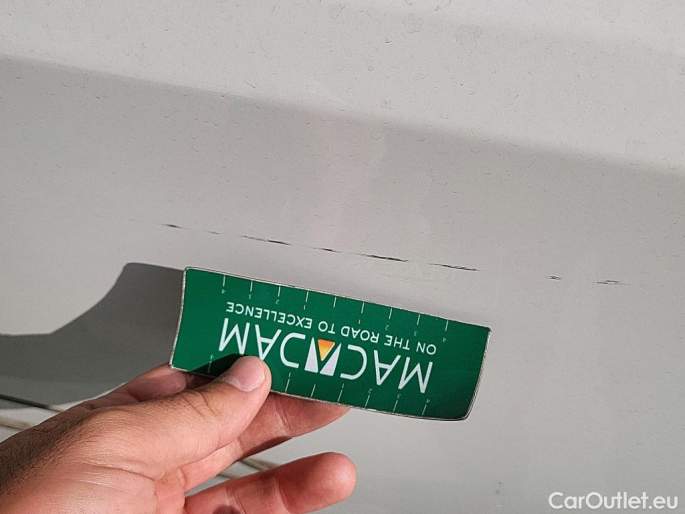 MACADAM
ON THE ROAD TO EXCELLENCE
CarOutlet.eu